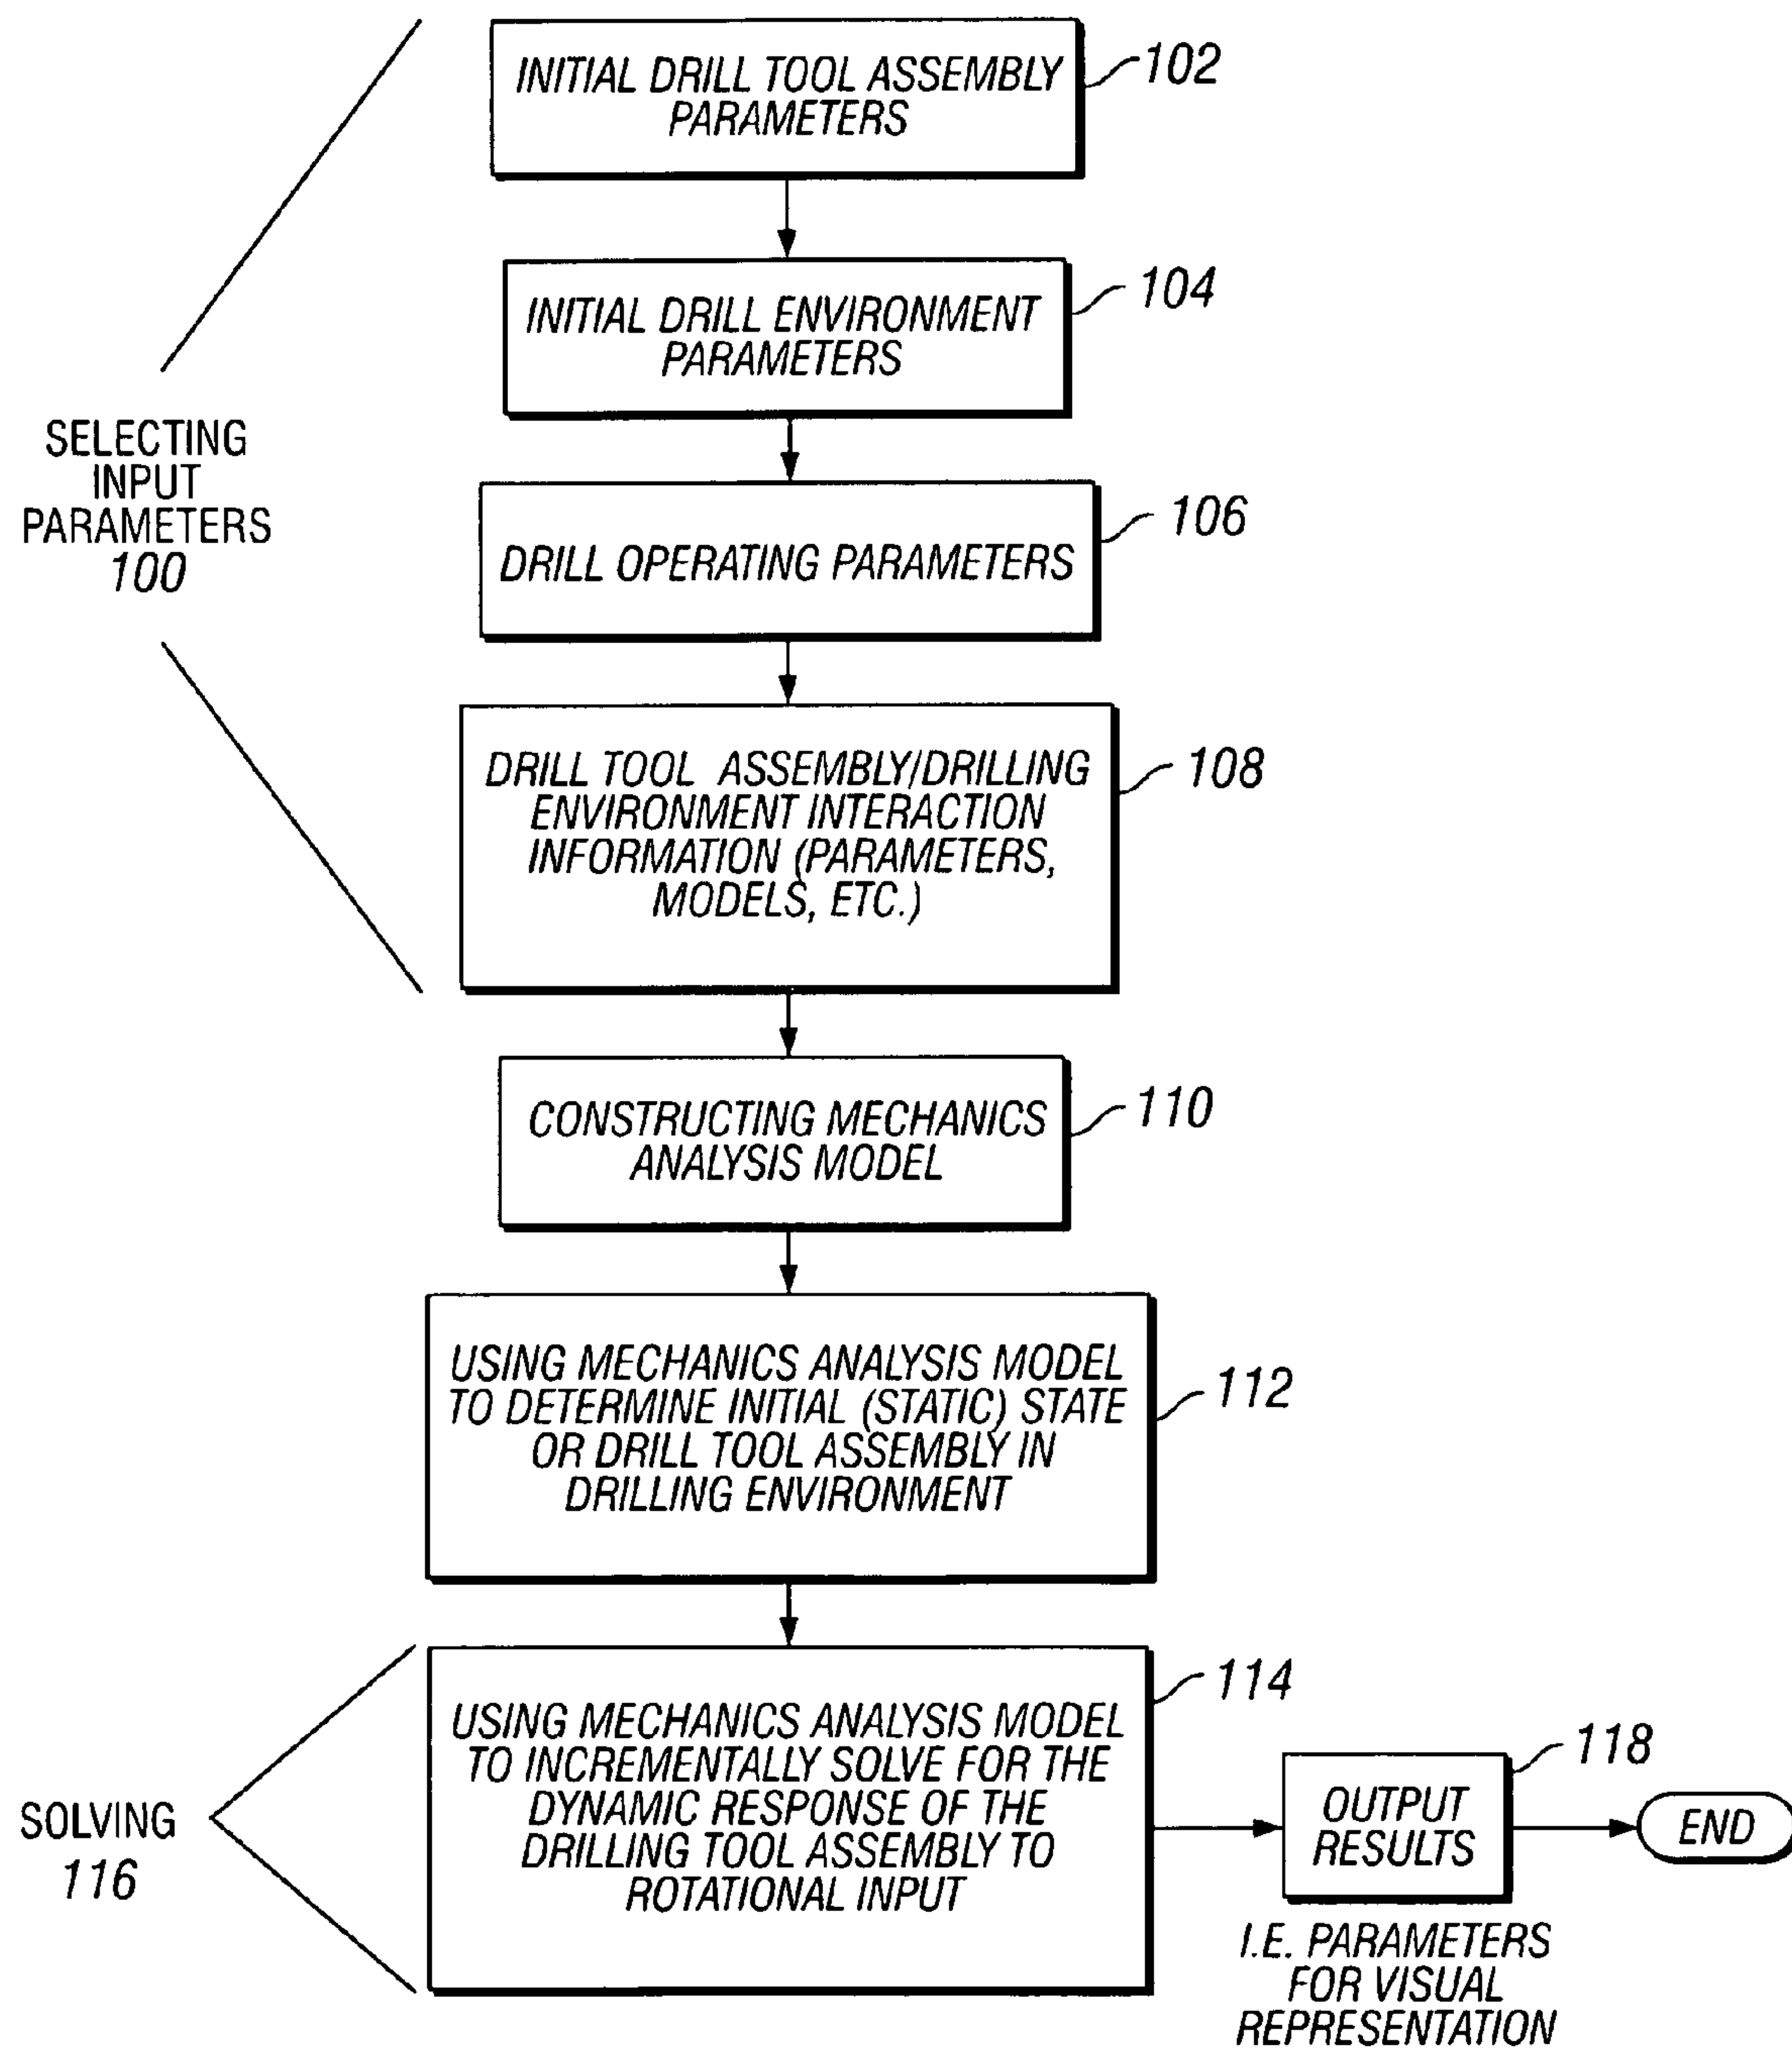 INITIAL DRILL TOOL ASSEMBLY
PARAMETERS
102
INITIAL DRILL ENVIRONMENT
PARAMETERS
104
SELECTING
INPUT
PARAMETERS
100
DRILL OPERATING PARAMETERS
106
DRILL TOOL ASSEMBLY/DRILLING
ENVIRONMENT INTERACTION
INFORMATION (PARAMETERS,
MODELS, ETC.)
108
CONSTRUCTING MECHANICS
ANALYSIS MODEL
110
USING MECHANICS ANALYSIS MODEL
TO DETERMINE INITIAL (STATIC) STATE
OR DRILL TOOL ASSEMBLY IN
DRILLING ENVIRONMENT
112
SOLVING
116
USING MECHANICS ANALYSIS MODEL
TO INCREMENTALLY SOLVE FOR THE
DYNAMIC RESPONSE OF THE
DRILLING TOOL ASSEMBLY TO
ROTATIONAL INPUT
114
OUTPUT
RESULTS
118
I.E. PARAMETERS
FOR VISUAL
REPRESENTATION
END